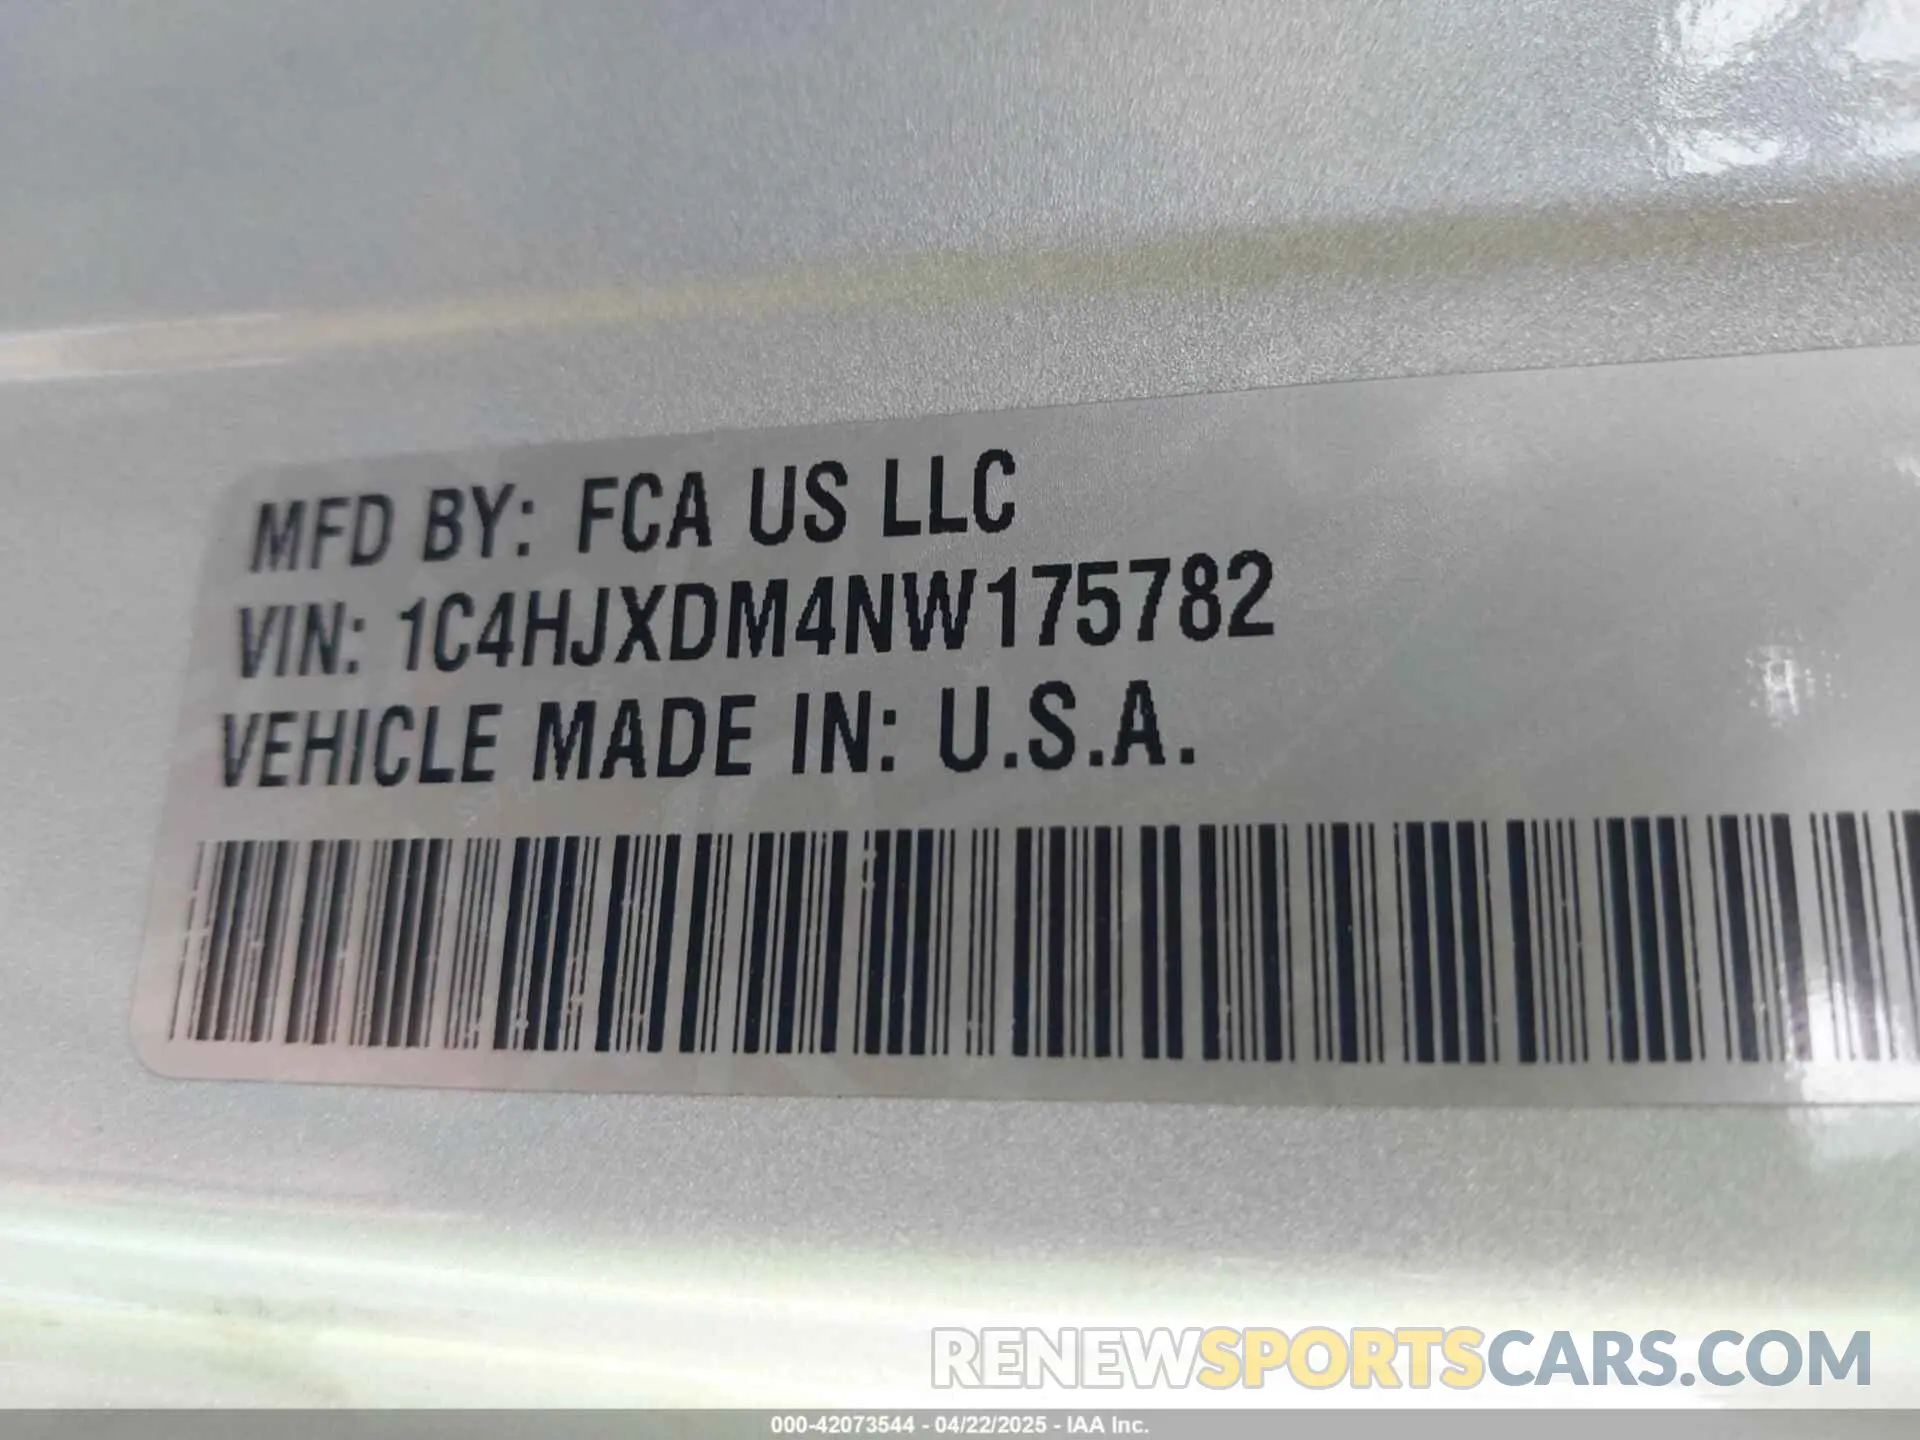 MFD BY: FCA US LLC
VIN: 1C4HJXDM4NW175782
VEHICLE MADE IN: U.S.A.
RENEWSPORTSCARS.COM
000-42073544 - 04/22/2025 - IAA Inc.